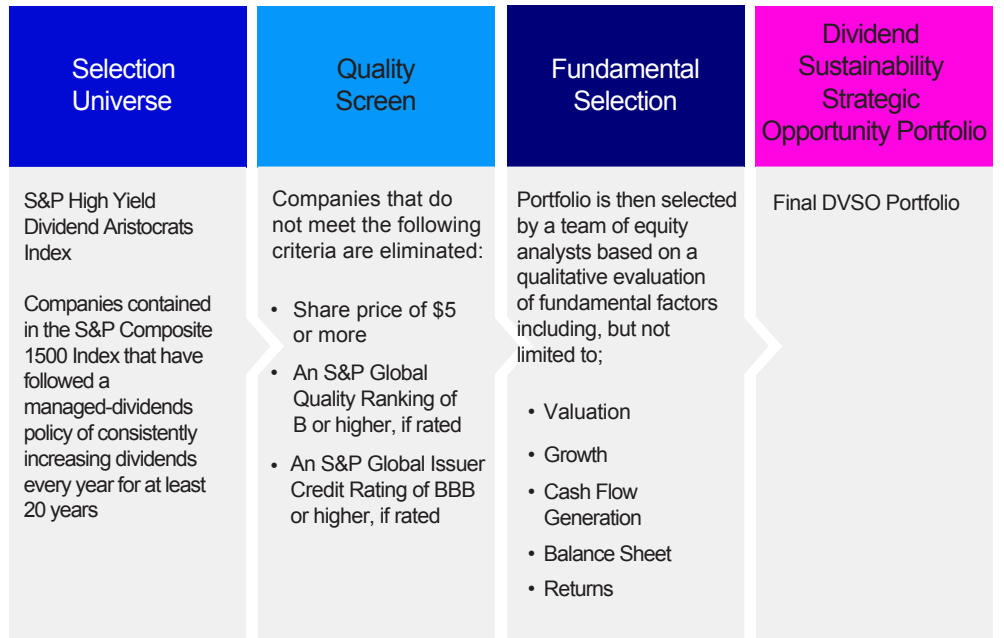 Selection
Universe
S&P High Yield
Dividend Aristocrats
Index
Companies contained
in the S&P Composite
1500 Index that have
followed a
managed-dividends
policy of consistently
increasing dividends
every year for at least
20 years
Quality
Screen
Companies that do
not meet the following
criteria are eliminated:
• Share price of $5
or more
• An S&P Global
Quality Ranking of
B or higher, if rated
• An S&P Global Issuer
Credit Rating of BBB
or higher, if rated
Fundamental
Selection
Portfolio is then selected
by a team of equity
analysts based on a
qualitative evaluation
of fundamental factors
including, but not
limited to;
• Valuation
• Growth
• Cash Flow
Generation
• Balance Sheet
• Returns
Dividend
Sustainability
Strategic
Opportunity Portfolio
Final DVSO Portfolio